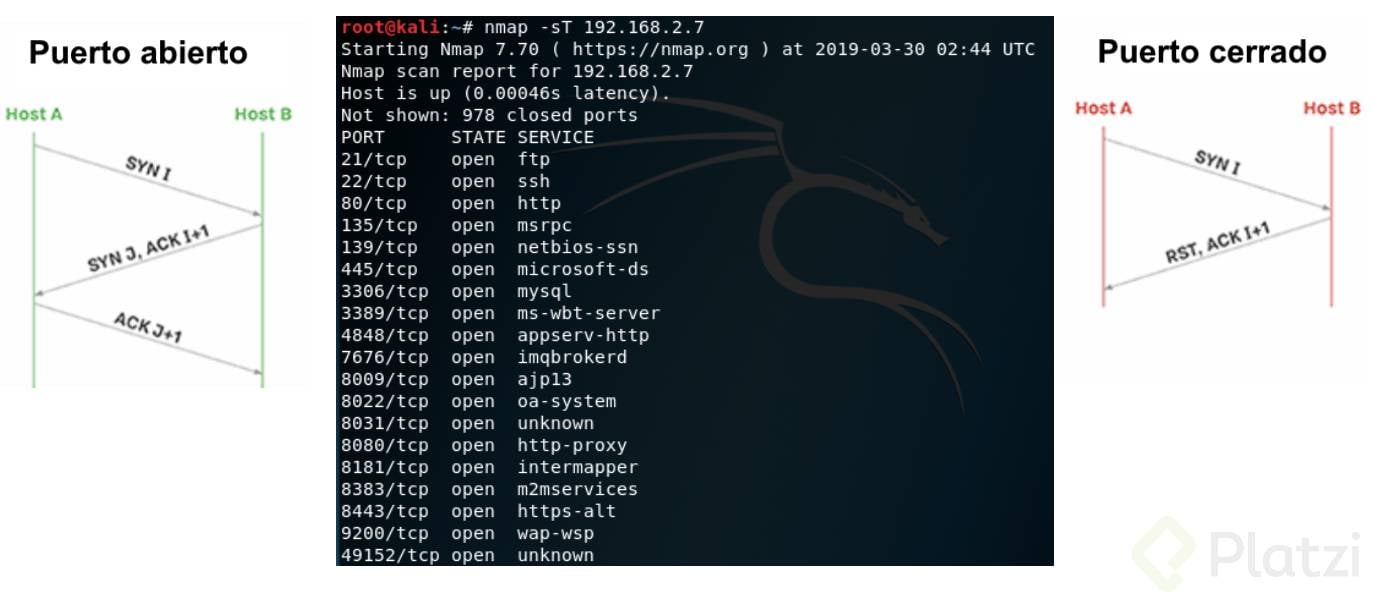 Puerto abierto
Host A
Host B
SYN I
SYN J, ACK I+1
ACK J+1
root@kali:~# nmap -sT 192.168.2.7
Starting Nmap 7.70 ( https://nmap.org ) at 2019-03-30 02:44 UTC
Nmap scan report for 192.168.2.7
Host is up (0.00046s latency).
Not shown: 978 closed ports
PORT STATE SERVICE
21/tcp open ftp
22/tcp open ssh
80/tcp open http
135/tcp open msrpc
139/tcp open netbios-ssn
445/tcp open microsoft-ds
3306/tcp open mysql
3389/tcp open ms-wbt-server
4848/tcp open appserv-http
7676/tcp open imqbrokerd
8009/tcp open ajp13
8022/tcp open oa-system
8031/tcp open unknown
8080/tcp open http-proxy
8181/tcp open intermapper
8383/tcp open m2mservices
8443/tcp open https-alt
9200/tcp open wap-wsp
49152/tcp open unknown
Puerto cerrado
Host A
Host B
SYN I
RST, ACK I+1
Platzi